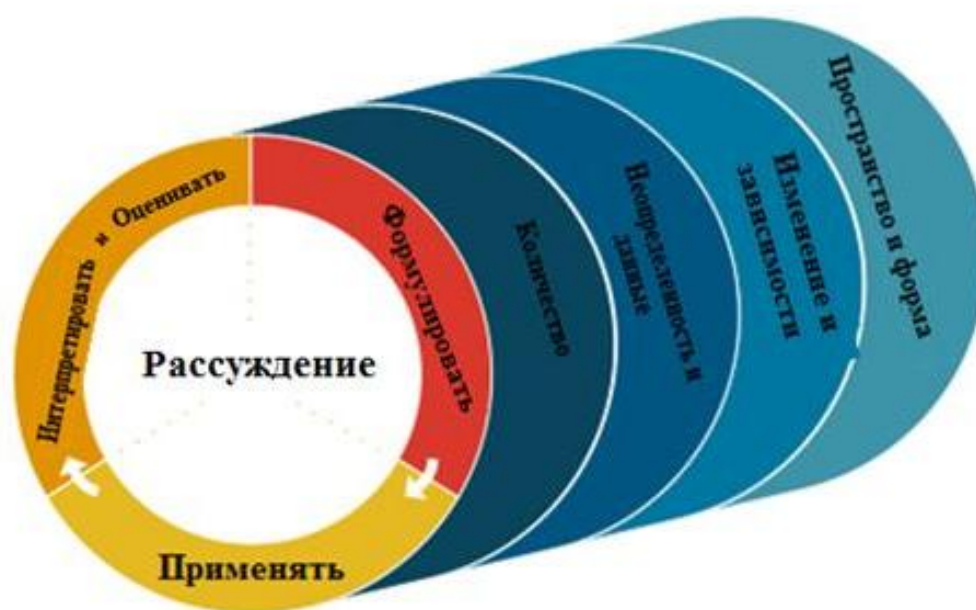 Интерпретировать и Оценивать
Формулировать
Применять
Рассуждение
Количество
Неопределенность и
данные
Изменение и
зависимости
Пространство и форма